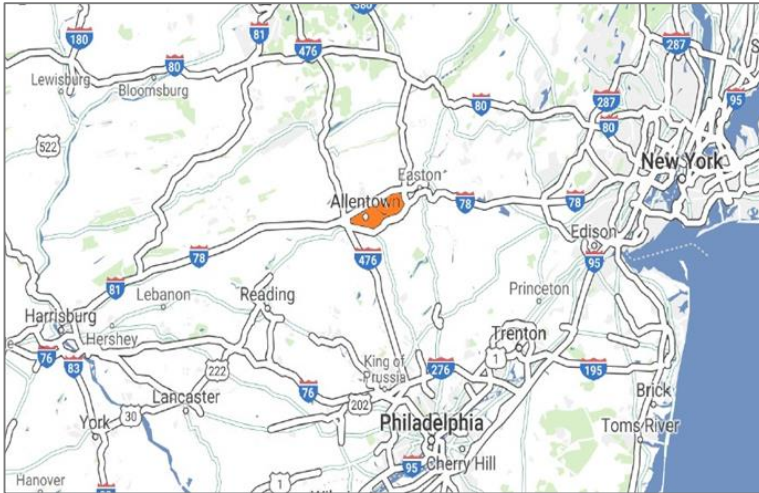 380
180
81
476
287
S
80
Lewisburg
Bloomsburg
80
95
287
80
522
New York
Easton
Allentown
78
78
78
476
Edison
95
81
Lebanon
Reading
Princeton
Harrisburg
Hershey
Trenton
76
83
222
King of
Prussia
276
1
195
76
Lancaster
202
Brick
30
York
Philadelphia
Toms River
95
Cherry Hill
Hanover
1